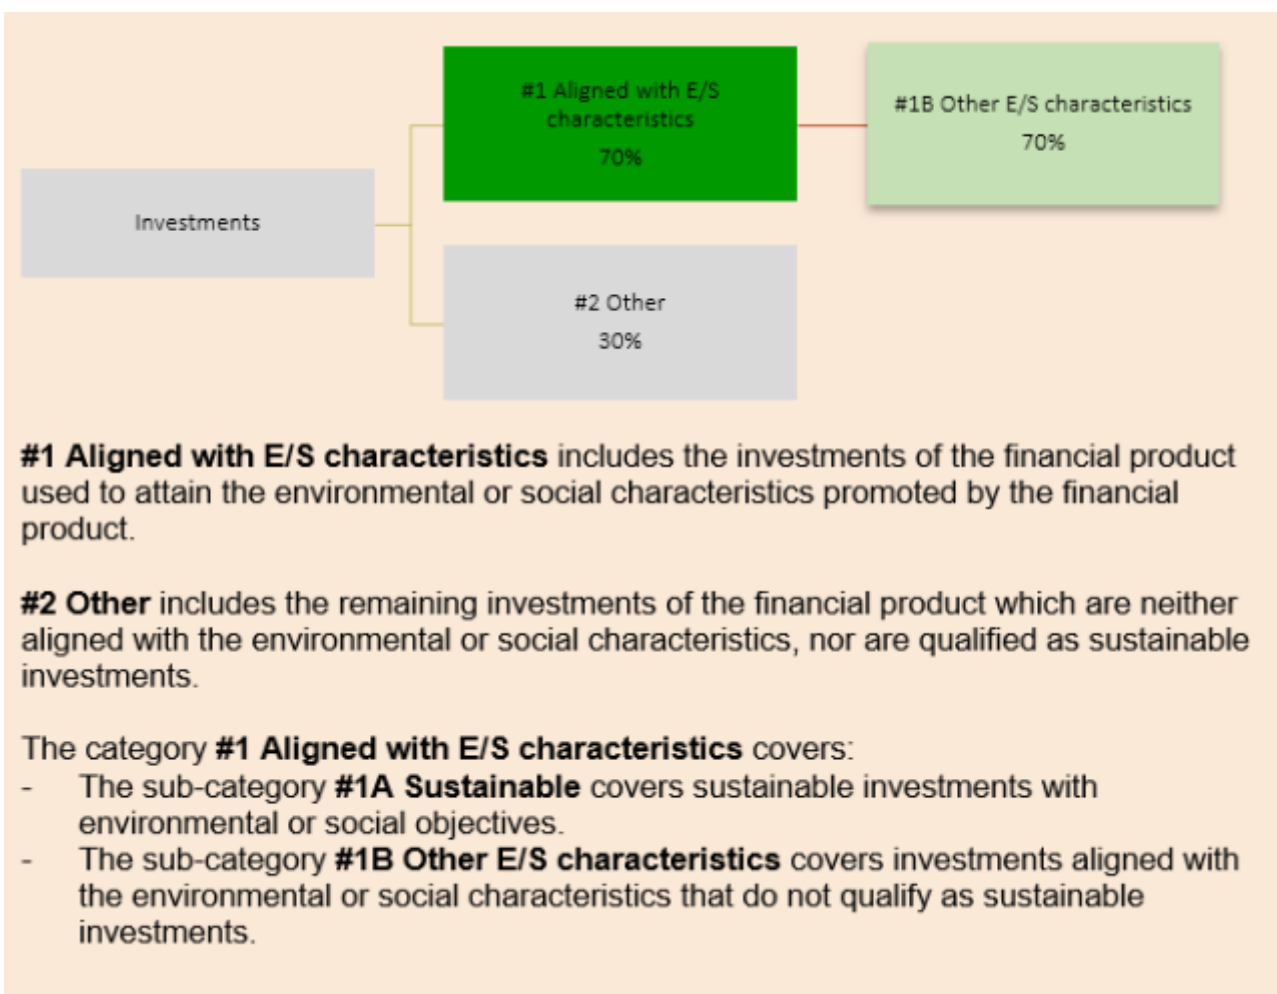 #1 Aligned with E/S
characteristics
70%
#1B Other E/S characteristics
70%
Investments
#2 Other
30%
#1 Aligned with E/S characteristics includes the investments of the financial product
used to attain the environmental or social characteristics promoted by the financial
product.
#2 Other includes the remaining investments of the financial product which are neither
aligned with the environmental or social characteristics, nor are qualified as sustainable
investments.
The category #1 Aligned with E/S characteristics covers:
- The sub-category #1A Sustainable covers sustainable investments with
environmental or social objectives.
- The sub-category #1B Other E/S characteristics covers investments aligned with
the environmental or social characteristics that do not qualify as sustainable
investments.